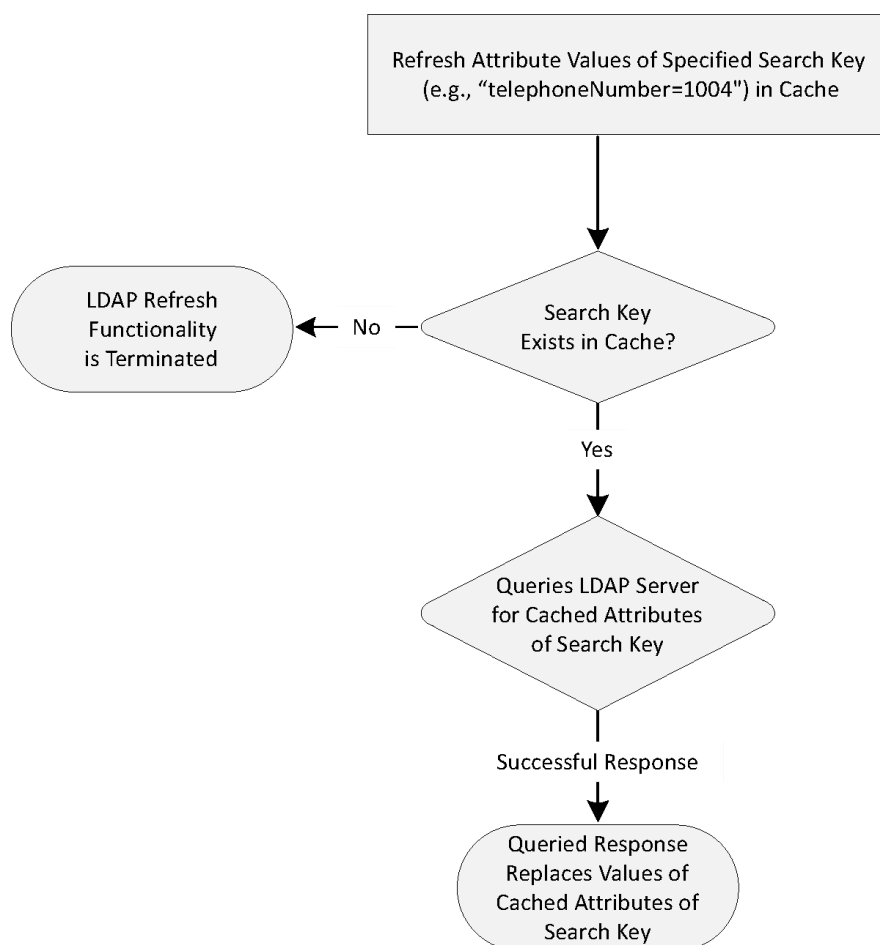 Refresh Attribute Values of Specified Search Key
(e.g., “telephoneNumber=1004") in Cache
Search Key
Exists in Cache?
No
LDAP Refresh
Functionality
is Terminated
Yes
Queries LDAP Server
for Cached Attributes
of Search Key
Successful Response
Queried Response
Replaces Values of
Cached Attributes of
Search Key